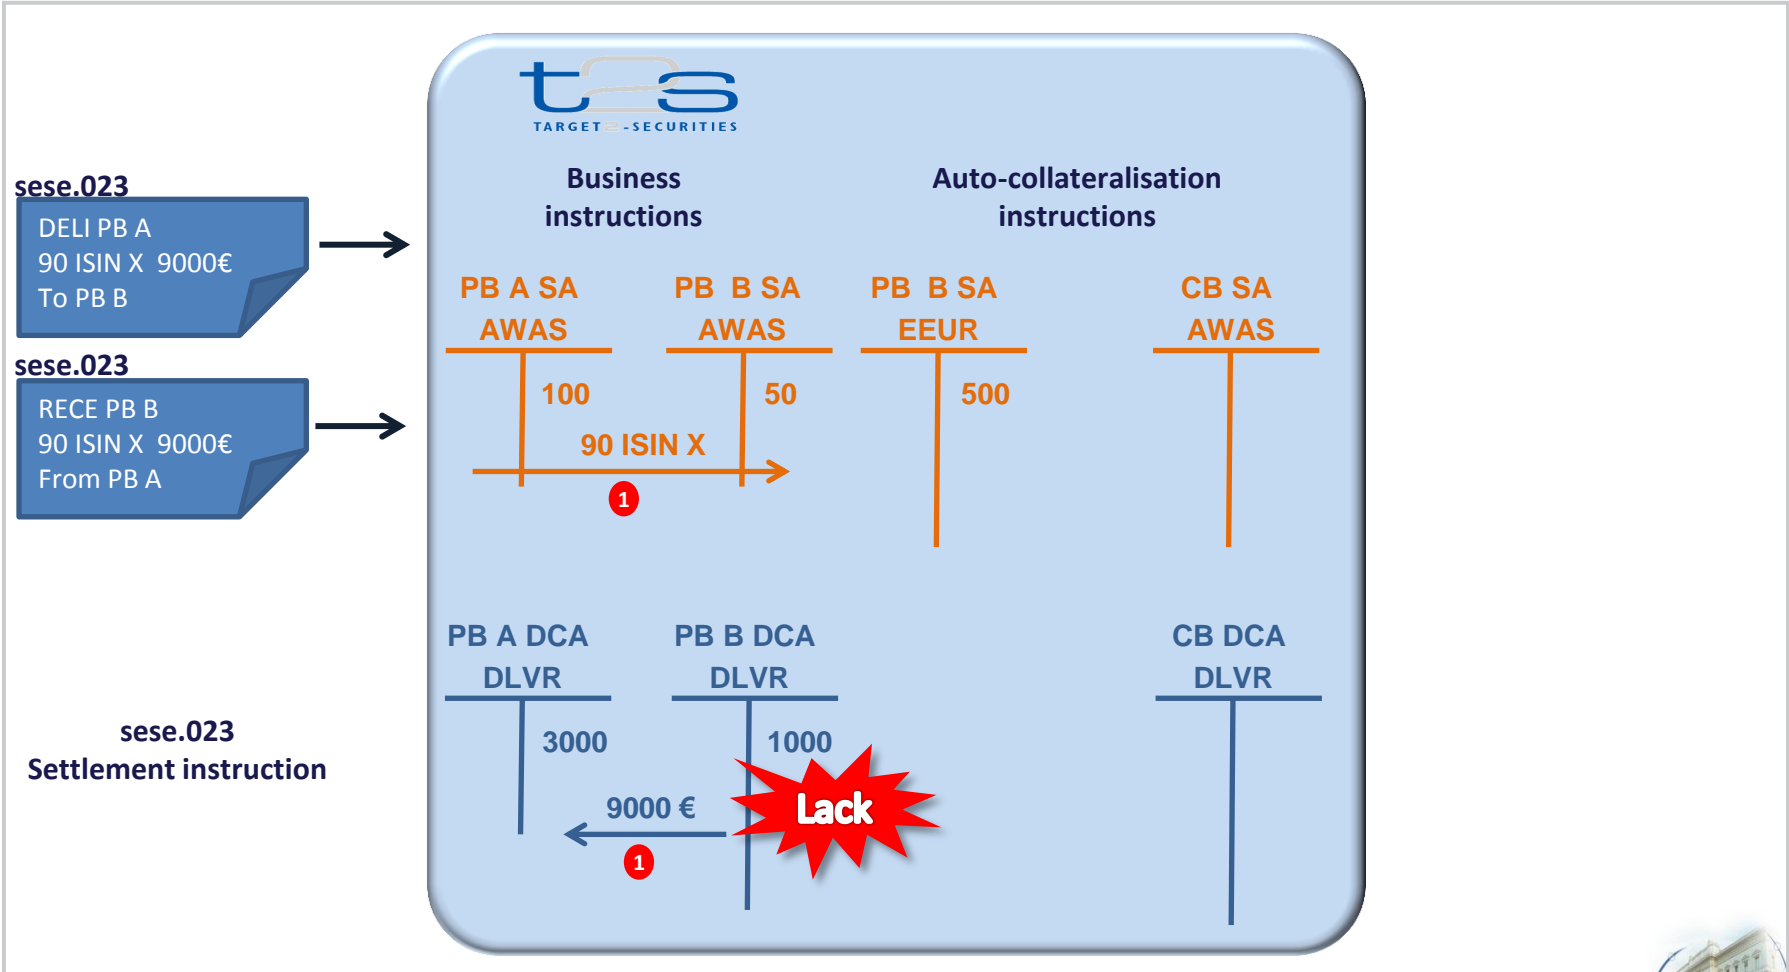 t2s
TARGET2-SECURITIES
Business
instructions
Auto-collateralisation
instructions
sese.023
DELI PB A
90 ISIN X 9000€
To PB B
sese.023
RECE PB B
90 ISIN X 9000€
From PB A
PB A SA
AWAS
100
PB B SA
AWAS
50
PB B SA
EEUR
500
CB SA
AWAS
90 ISIN X
1
PB A DCA
DLVR
3000
PB B DCA
DLVR
1000
CB DCA
DLVR
9000 €
1
Lack
sese.023
Settlement instruction